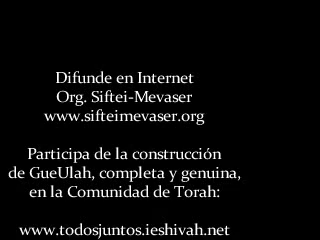 Difunde en Internet
Org. Siftei-Mevaser
www.sifteimevaser.org
Participa de la construcción
de GueUlah, completa y genuina,
en la Comunidad de Torah:
www.todosjuntos.ieshivah.net